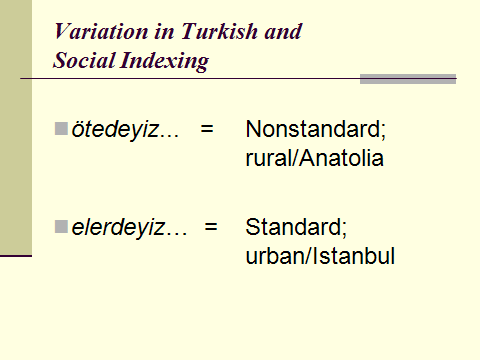 Variation in Turkish and
Social Indexing
ötedeyiz... = Nonstandard;
rural/Anatolia
elerdeyiz... = Standard;
urban/Istanbul